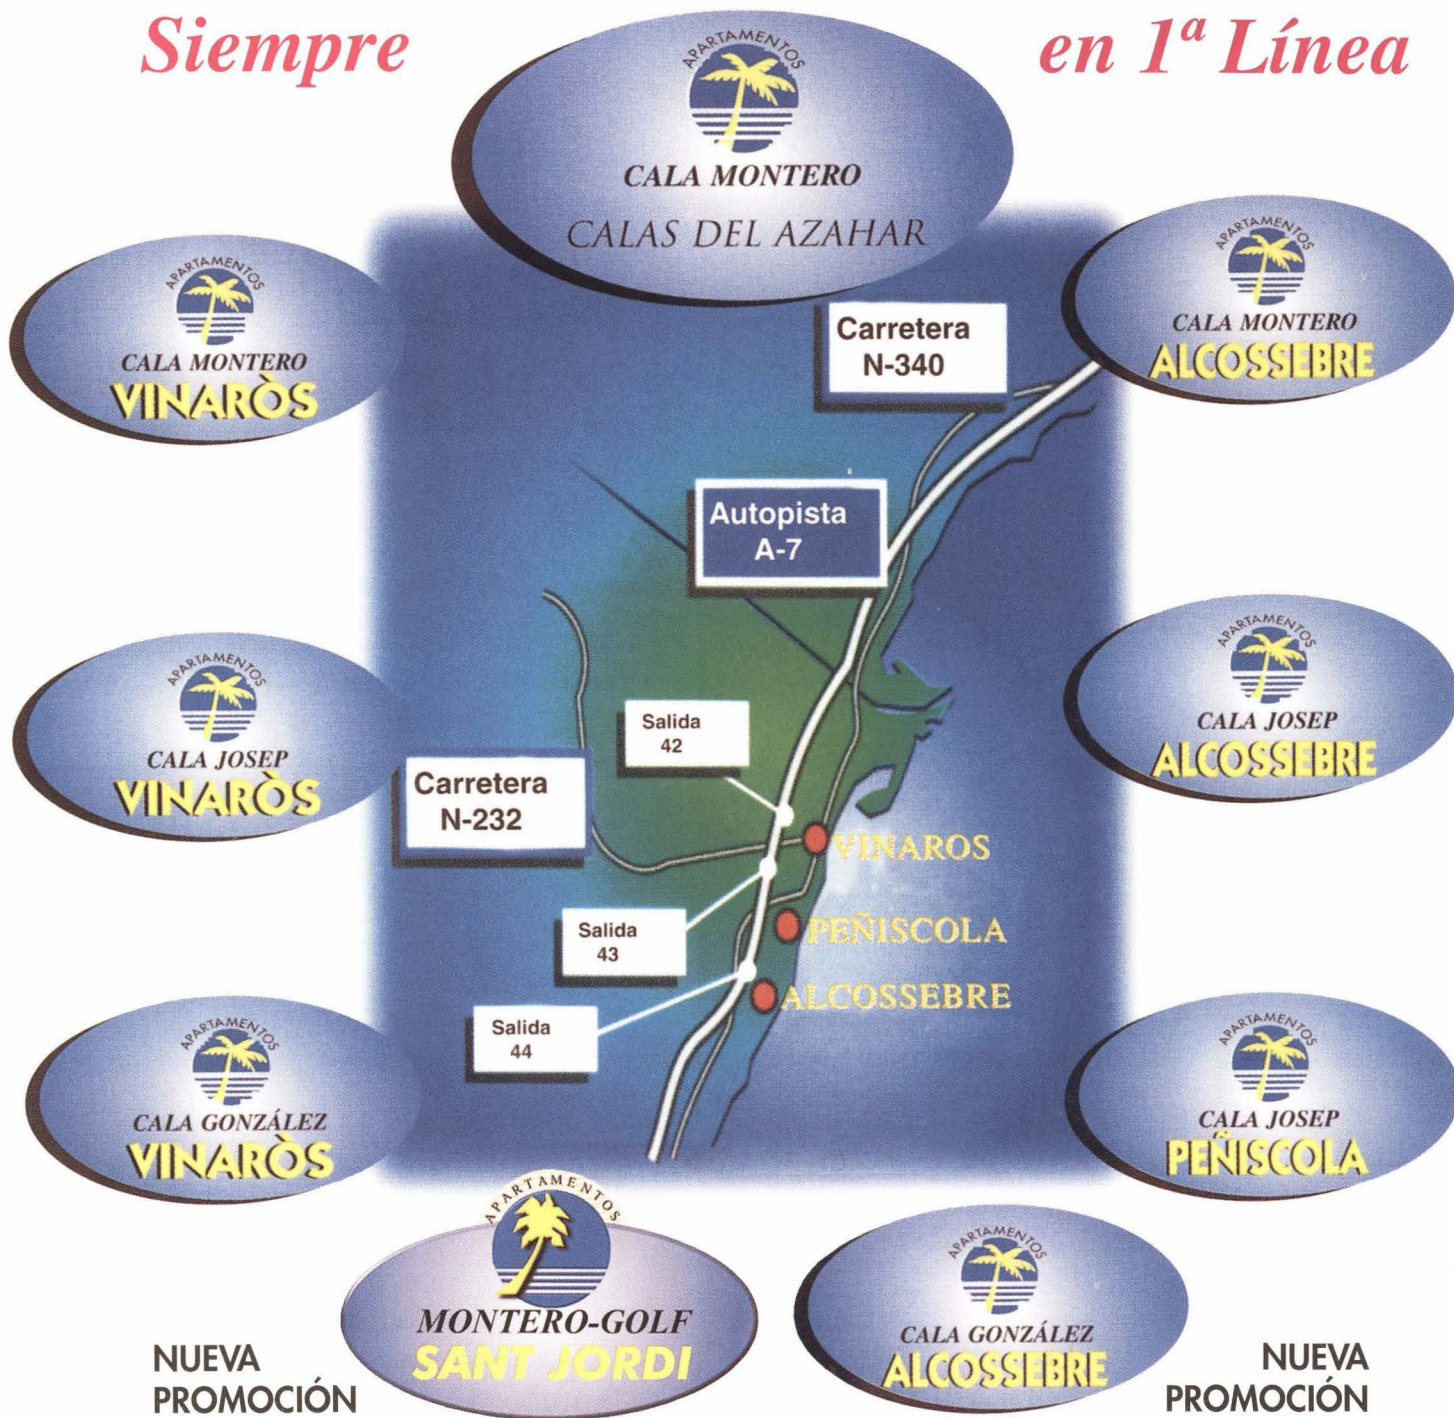 Siempre
en 1ª Línea
APARTAMENTOS
CALA MONTERO
CALAS DEL AZAHAR
APARTAMENTOS
CALA MONTERO
VINARÒS
APARTAMENTOS
CALA MONTERO
ALCOSSEBRE
Carretera
N-340
Autopista
A-7
APARTAMENTOS
CALA JOSEP
VINARÒS
APARTAMENTOS
CALA JOSEP
ALCOSSEBRE
Salida
42
Carretera
N-232
VINAROS
Salida
43
PEÑISCOLA
ALCOSSEBRE
Salida
44
APARTAMENTOS
CALA GONZÁLEZ
VINARÒS
APARTAMENTOS
CALA JOSEP
PEÑISCOLA
APARTAMENTOS
MONTERO-GOLF
SANT JORDI
APARTAMENTOS
CALA GONZÁLEZ
ALCOSSEBRE
NUEVA
PROMOCIÓN
NUEVA
PROMOCIÓN